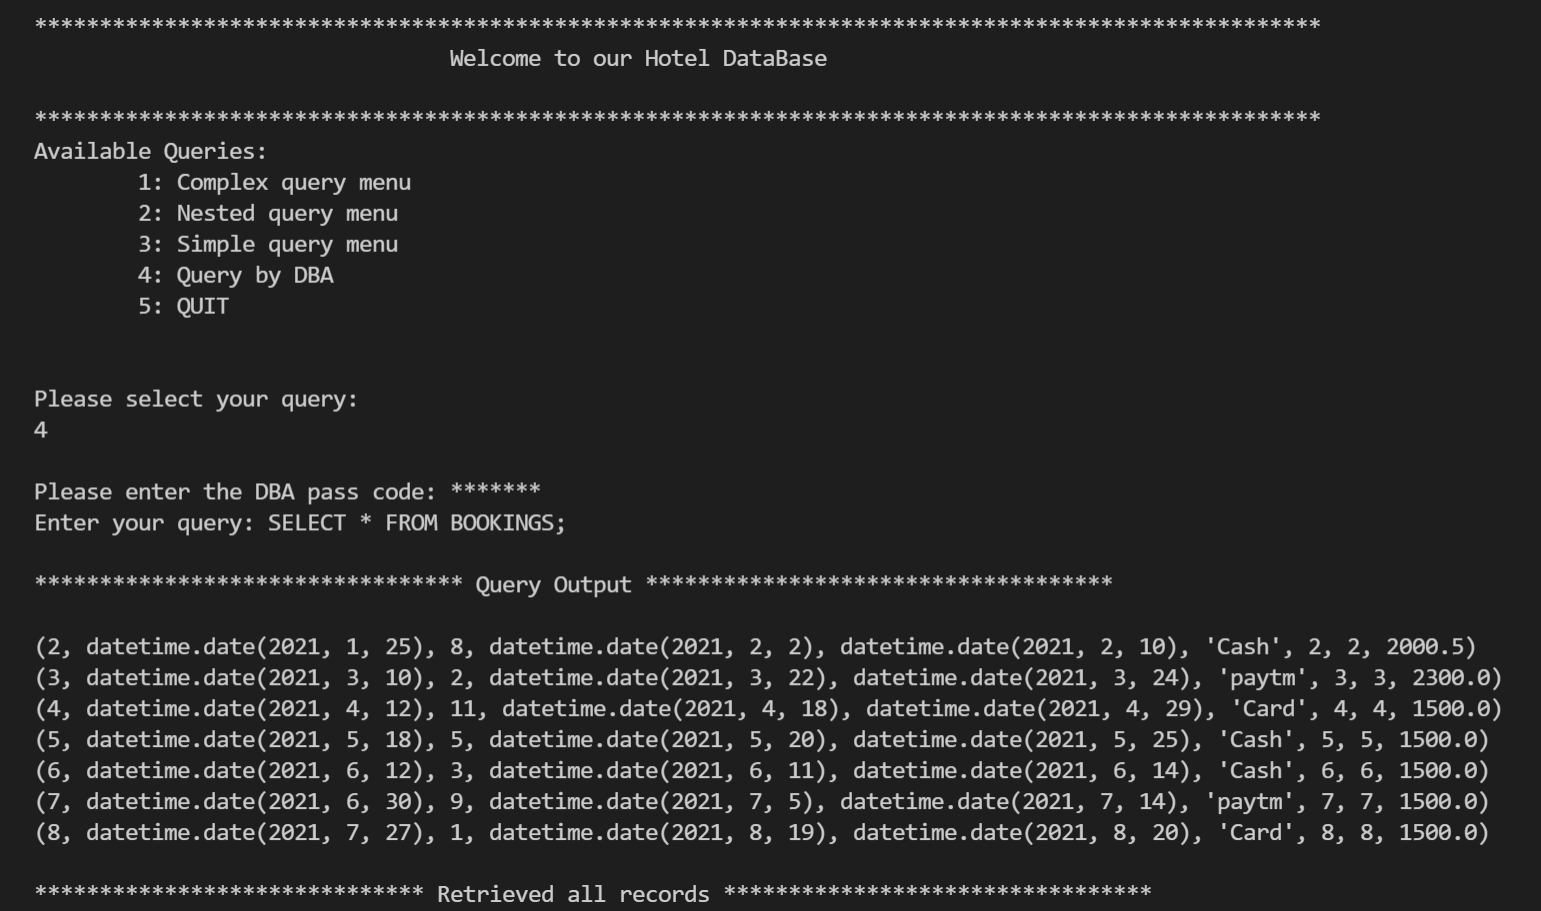 ***************************************************************************************************
Welcome to our Hotel DataBase
***************************************************************************************************
Available Queries:
1: Complex query menu
2: Nested query menu
3: Simple query menu
4: Query by DBA
5: QUIT
Please select your query:
4
Please enter the DBA pass code: *******
Enter your query: SELECT * FROM BOOKINGS;
********************************* Query Output ************************************
(2, datetime.date(2021, 1, 25), 8, datetime.date(2021, 2, 2), datetime.date(2021, 2, 10), 'Cash', 2, 2, 2000.5)
(3, datetime.date(2021, 3, 10), 2, datetime.date(2021, 3, 22), datetime.date(2021, 3, 24), 'paytm', 3, 3, 2300.0)
(4, datetime.date(2021, 4, 12), 11, datetime.date(2021, 4, 18), datetime.date(2021, 4, 29), 'Card', 4, 4, 1500.0)
(5, datetime.date(2021, 5, 18), 5, datetime.date(2021, 5, 20), datetime.date(2021, 5, 25), 'Cash', 5, 5, 1500.0)
(6, datetime.date(2021, 6, 12), 3, datetime.date(2021, 6, 11), datetime.date(2021, 6, 14), 'Cash', 6, 6, 1500.0)
(7, datetime.date(2021, 6, 30), 9, datetime.date(2021, 7, 5), datetime.date(2021, 7, 14), 'paytm', 7, 7, 1500.0)
(8, datetime.date(2021, 7, 27), 1, datetime.date(2021, 8, 19), datetime.date(2021, 8, 20), 'Card', 8, 8, 1500.0)
****************************** Retrieved all records *********************************